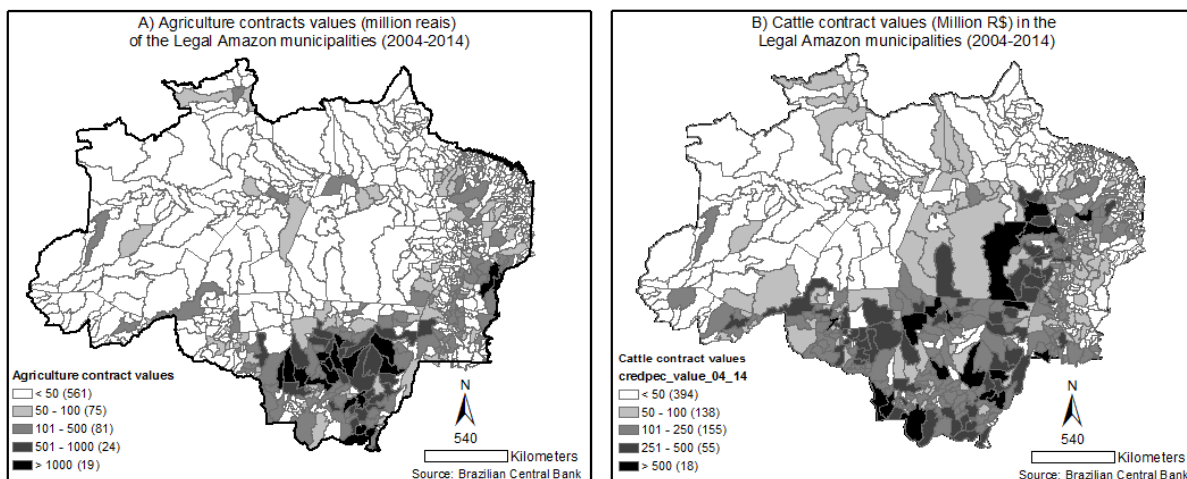 A) Agriculture contracts values (million reais)
of the Legal Amazon municipalities (2004-2014)
Agriculture contract values
< 50 (561)
50 - 100 (75)
101 - 500 (81)
501 - 1000 (24)
> 1000 (19)
N
540
Kilometers
Source: Brazilian Central Bank
B) Cattle contract values (Million R$) in the
Legal Amazon municipalities (2004-2014)
Cattle contract values
credpec_value_04_14
< 50 (394)
50 - 100 (138)
101 - 250 (155)
251 - 500 (55)
> 500 (18)
N
540
Kilometers
Source: Brazilian Central Bank